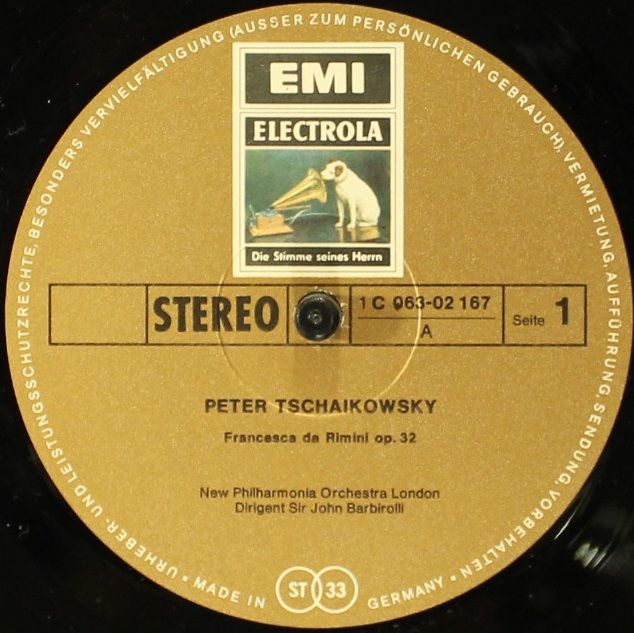 EMI
ELECTROLA
Die Stimme seines Herrn
STEREO
1 C 063-02 167
A
Seite 1
PETER TSCHAIKOWSKY
Francesca da Rimini op. 32
New Philharmonia Orchestra London
Dirigent Sir John Barbirolli
URHEBER- UND LEISTUNGSSCHUTZRECHTE, BESONDERS VERVIELFÄLTIGUNG (AUSSER ZUM PERSÖNLICHEN GEBRAUCH), VERMIETUNG, AUFFÜHRUNG, SENDUNG, VORBEHALTEN •
• MADE IN ST 33 GERMANY •